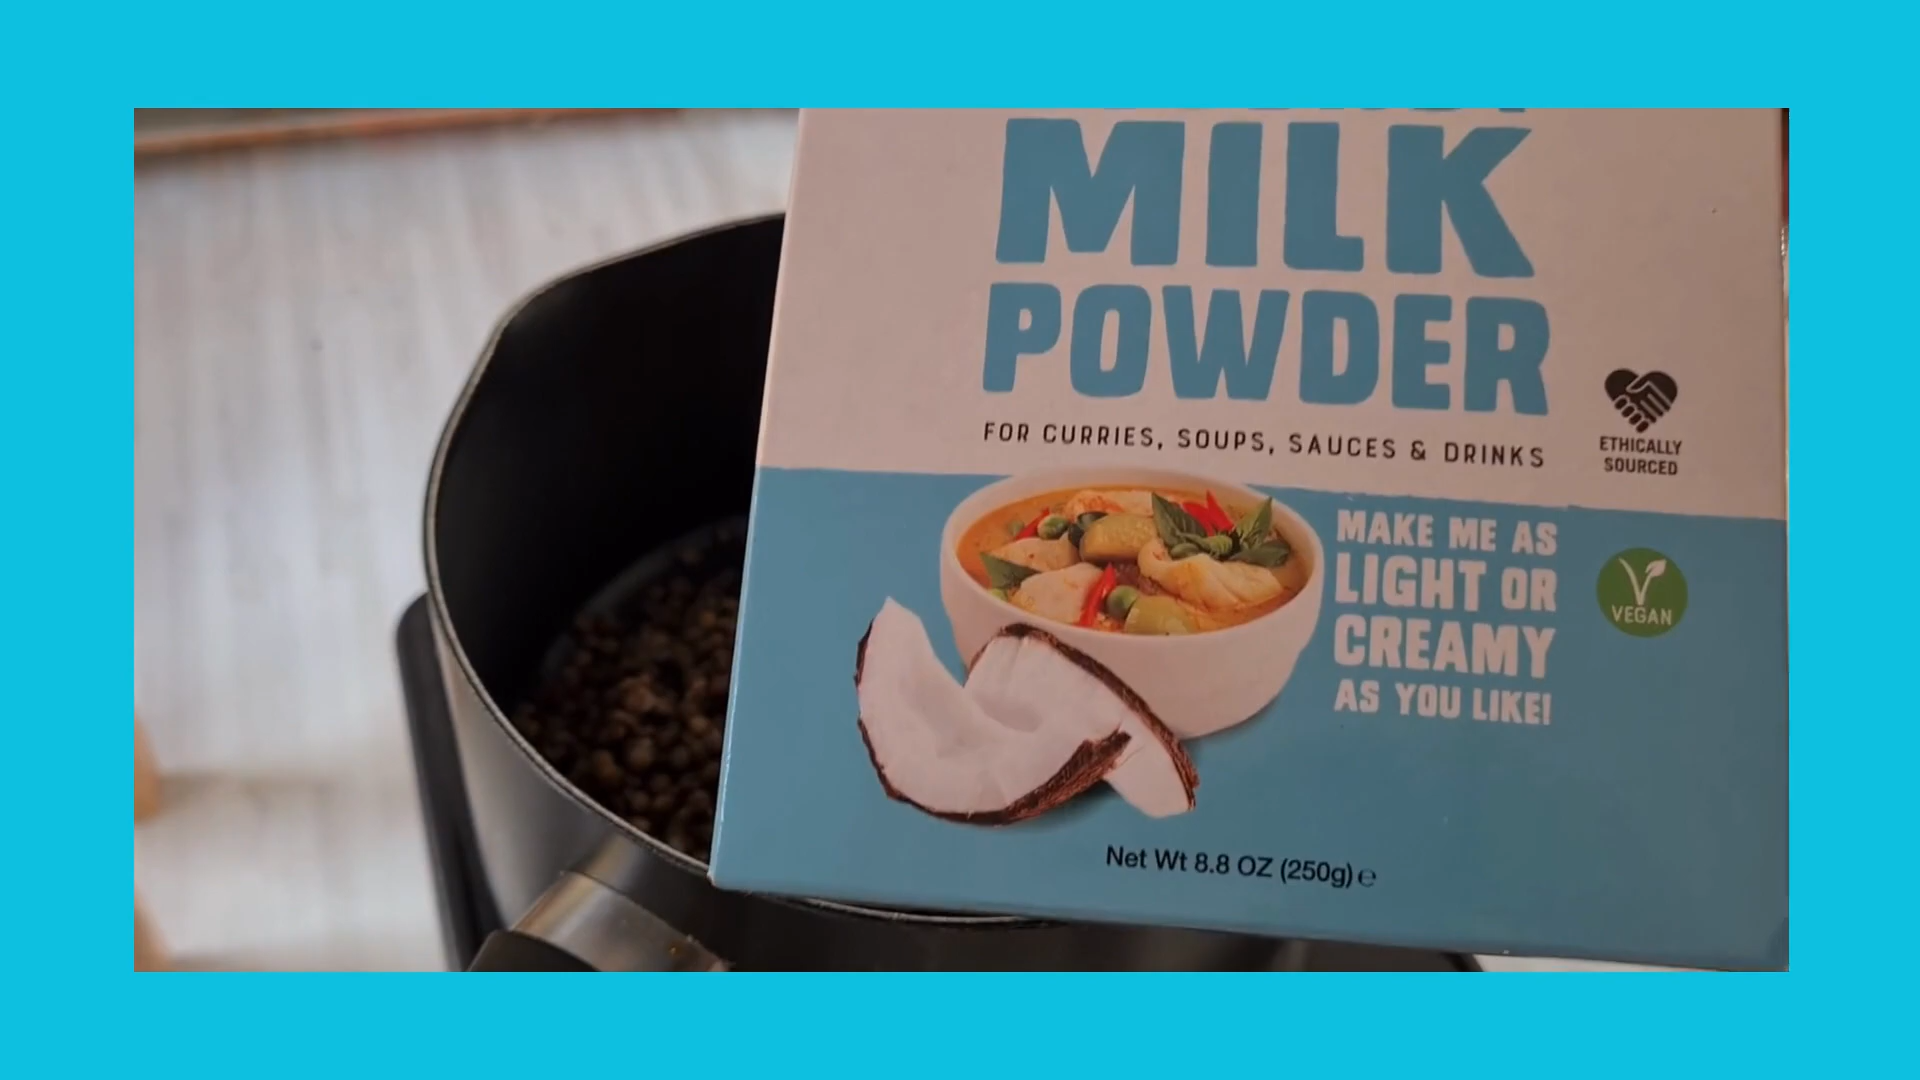 MILK
POWDER
FOR CURRIES, SOUPS, SAUCES & DRINKS
ETHICALLY
SOURCED
MAKE ME AS
LIGHT OR
CREAMY
AS YOU LIKE!
VEGAN
Net Wt 8.8 OZ (250g) e